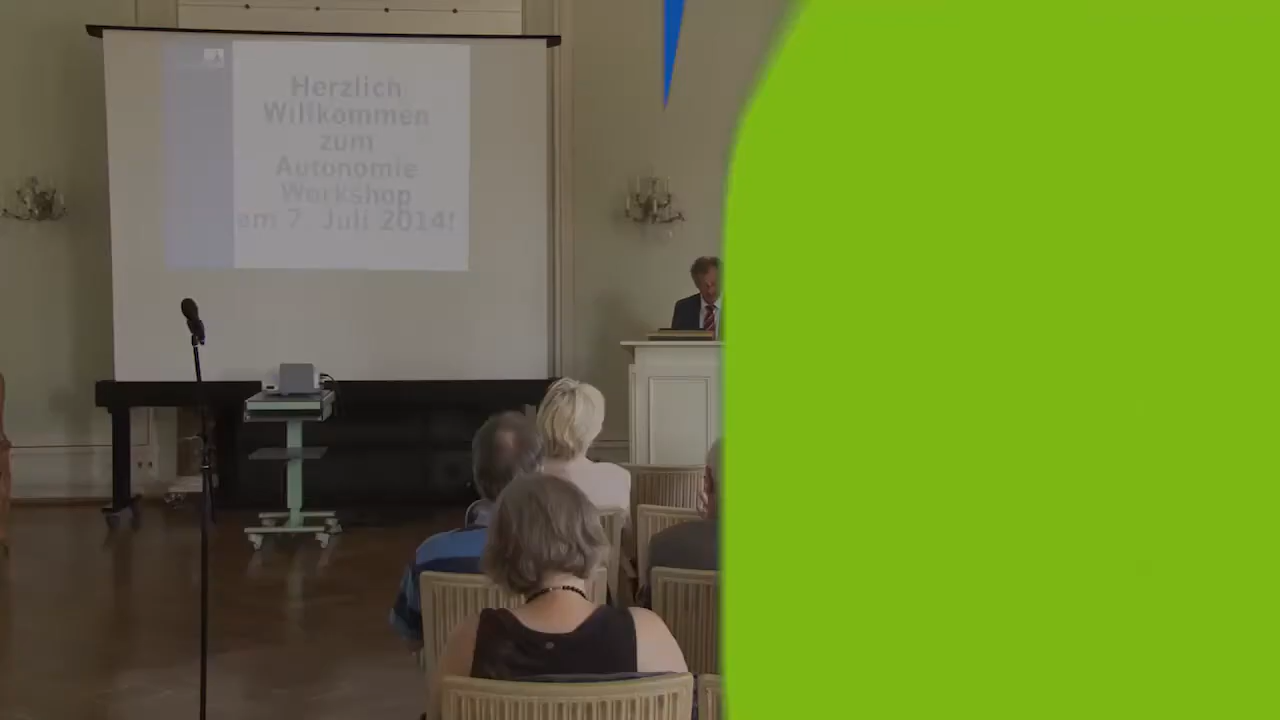 Herzlich
Willkommen
zum
Autonomie
Workshop
am 7. Juli 2014!